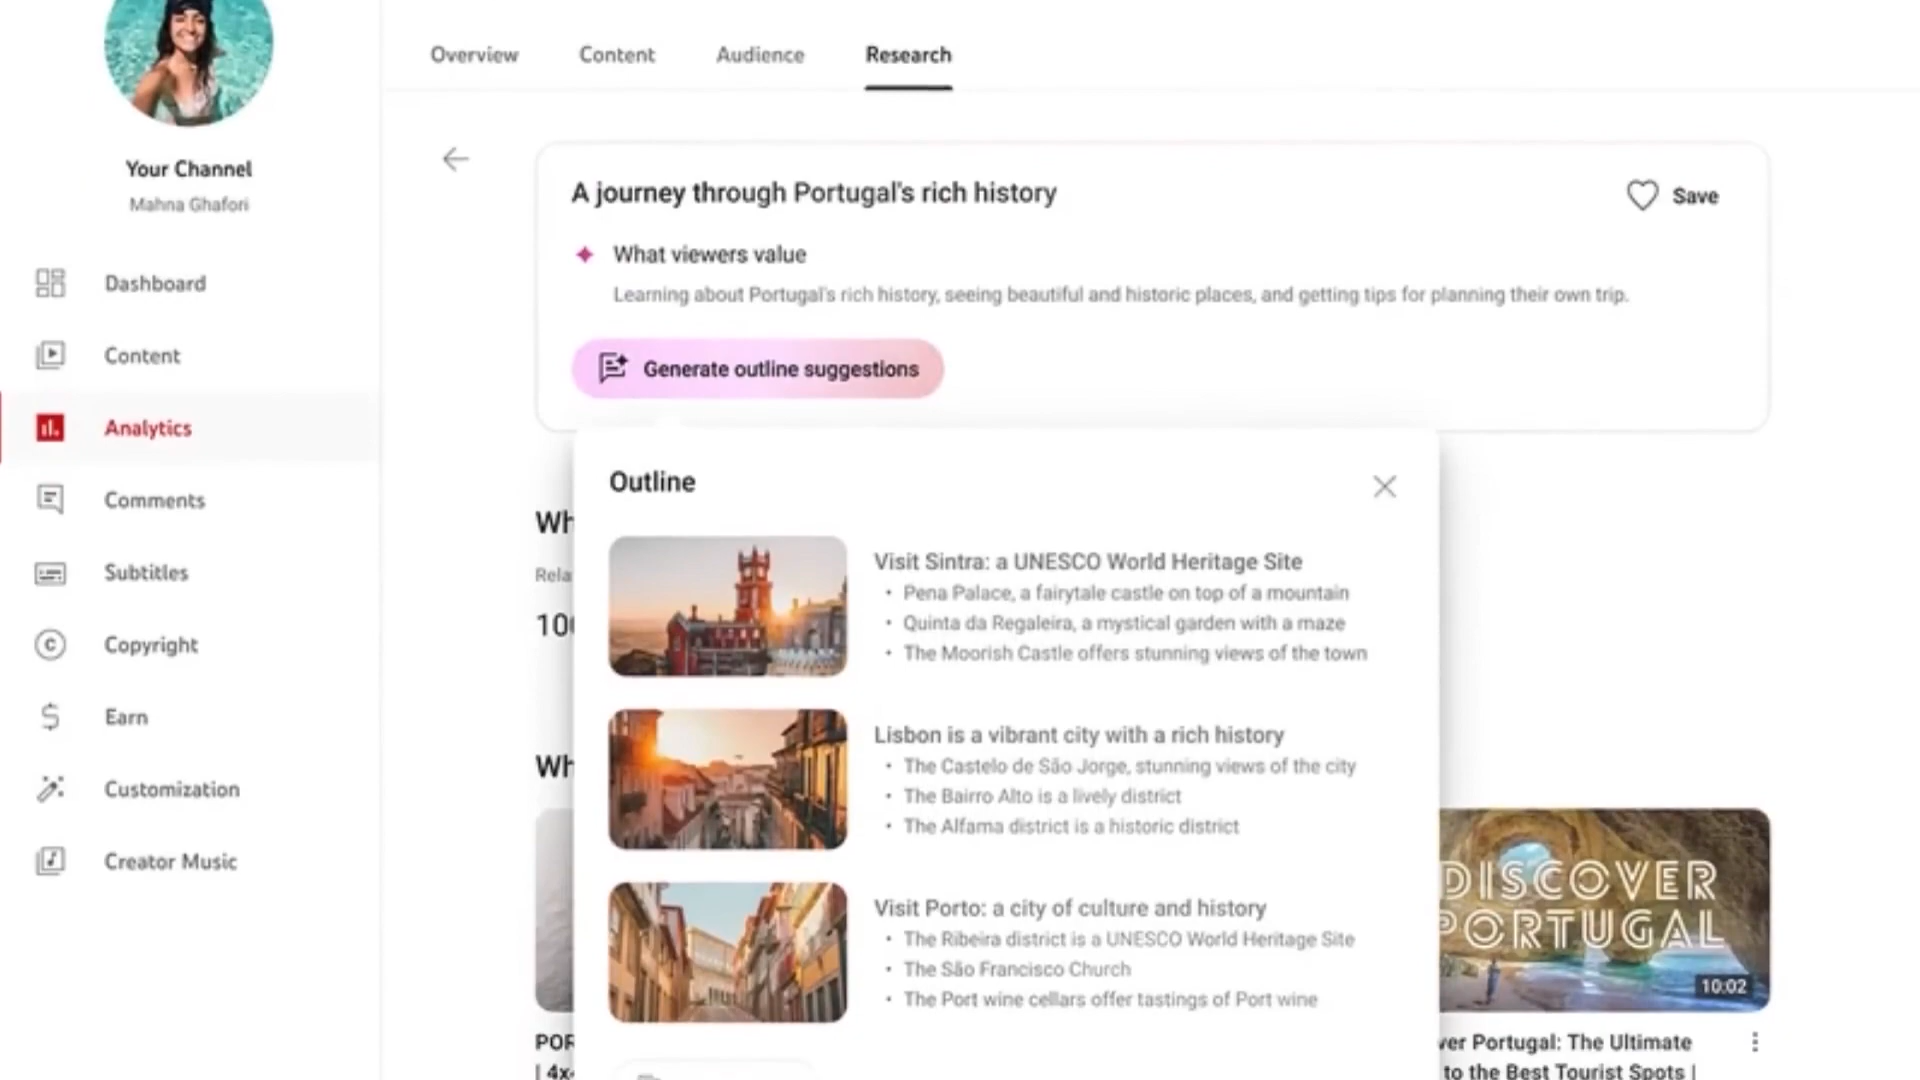 Your Channel
Mahna Ghafori
Dashboard
Content
Analytics
Comments
Subtitles
Copyright
Earn
Customization
Creator Music
Overview Content Audience Research
A journey through Portugal's rich history
Save
What viewers value
Learning about Portugal's rich history, seeing beautiful and historic places, and getting tips for planning their own trip.
Generate outline suggestions
Outline
Visit Sintra: a UNESCO World Heritage Site
• Pena Palace, a fairytale castle on top of a mountain
• Quinta da Regaleira, a mystical garden with a maze
• The Moorish Castle offers stunning views of the town
Lisbon is a vibrant city with a rich history
• The Castelo de São Jorge, stunning views of the city
• The Bairro Alto is a lively district
• The Alfama district is a historic district
Visit Porto: a city of culture and history
• The Ribeira district is a UNESCO World Heritage Site
• The São Francisco Church
• The Port wine cellars offer tastings of Port wine
DISCOVER
PORTUGAL
10:02
Portugal: The Ultimate
to the Best Tourist Spots |